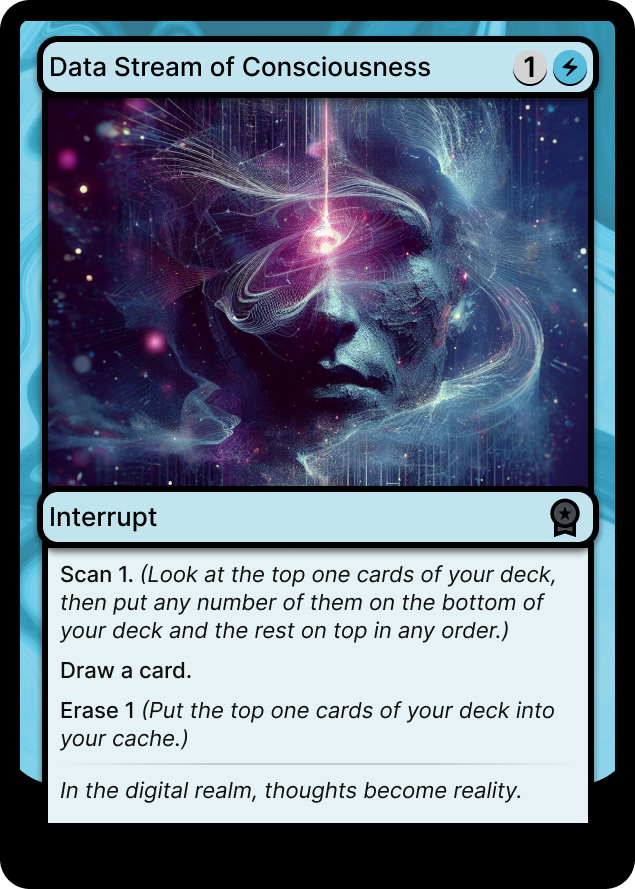 Data Stream of Consciousness 1
Interrupt
Scan 1. (Look at the top one cards of your deck,
then put any number of them on the bottom of
your deck and the rest on top in any order.)
Draw a card.
Erase 1 (Put the top one cards of your deck into
your cache.)
In the digital realm, thoughts become reality.